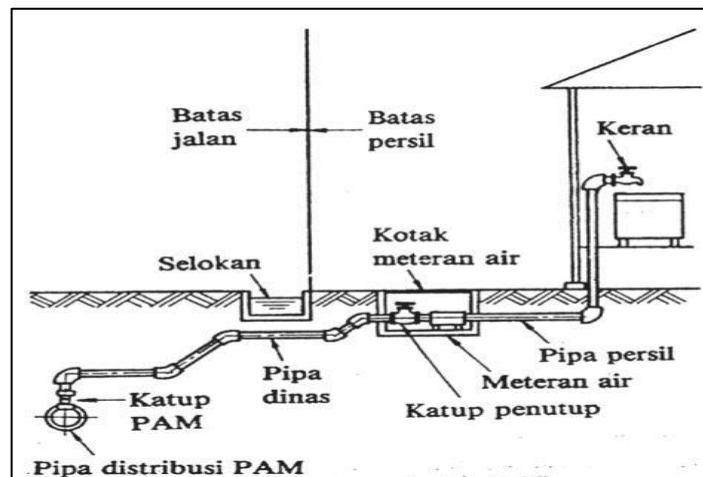 Batas
jalan
Batas
persil
Keran
Selokan
Kotak
meteran air
Pipa
dinas
Pipa persil
Meteran air
Katup penutup
Katup
PAM
Pipa distribusi PAM